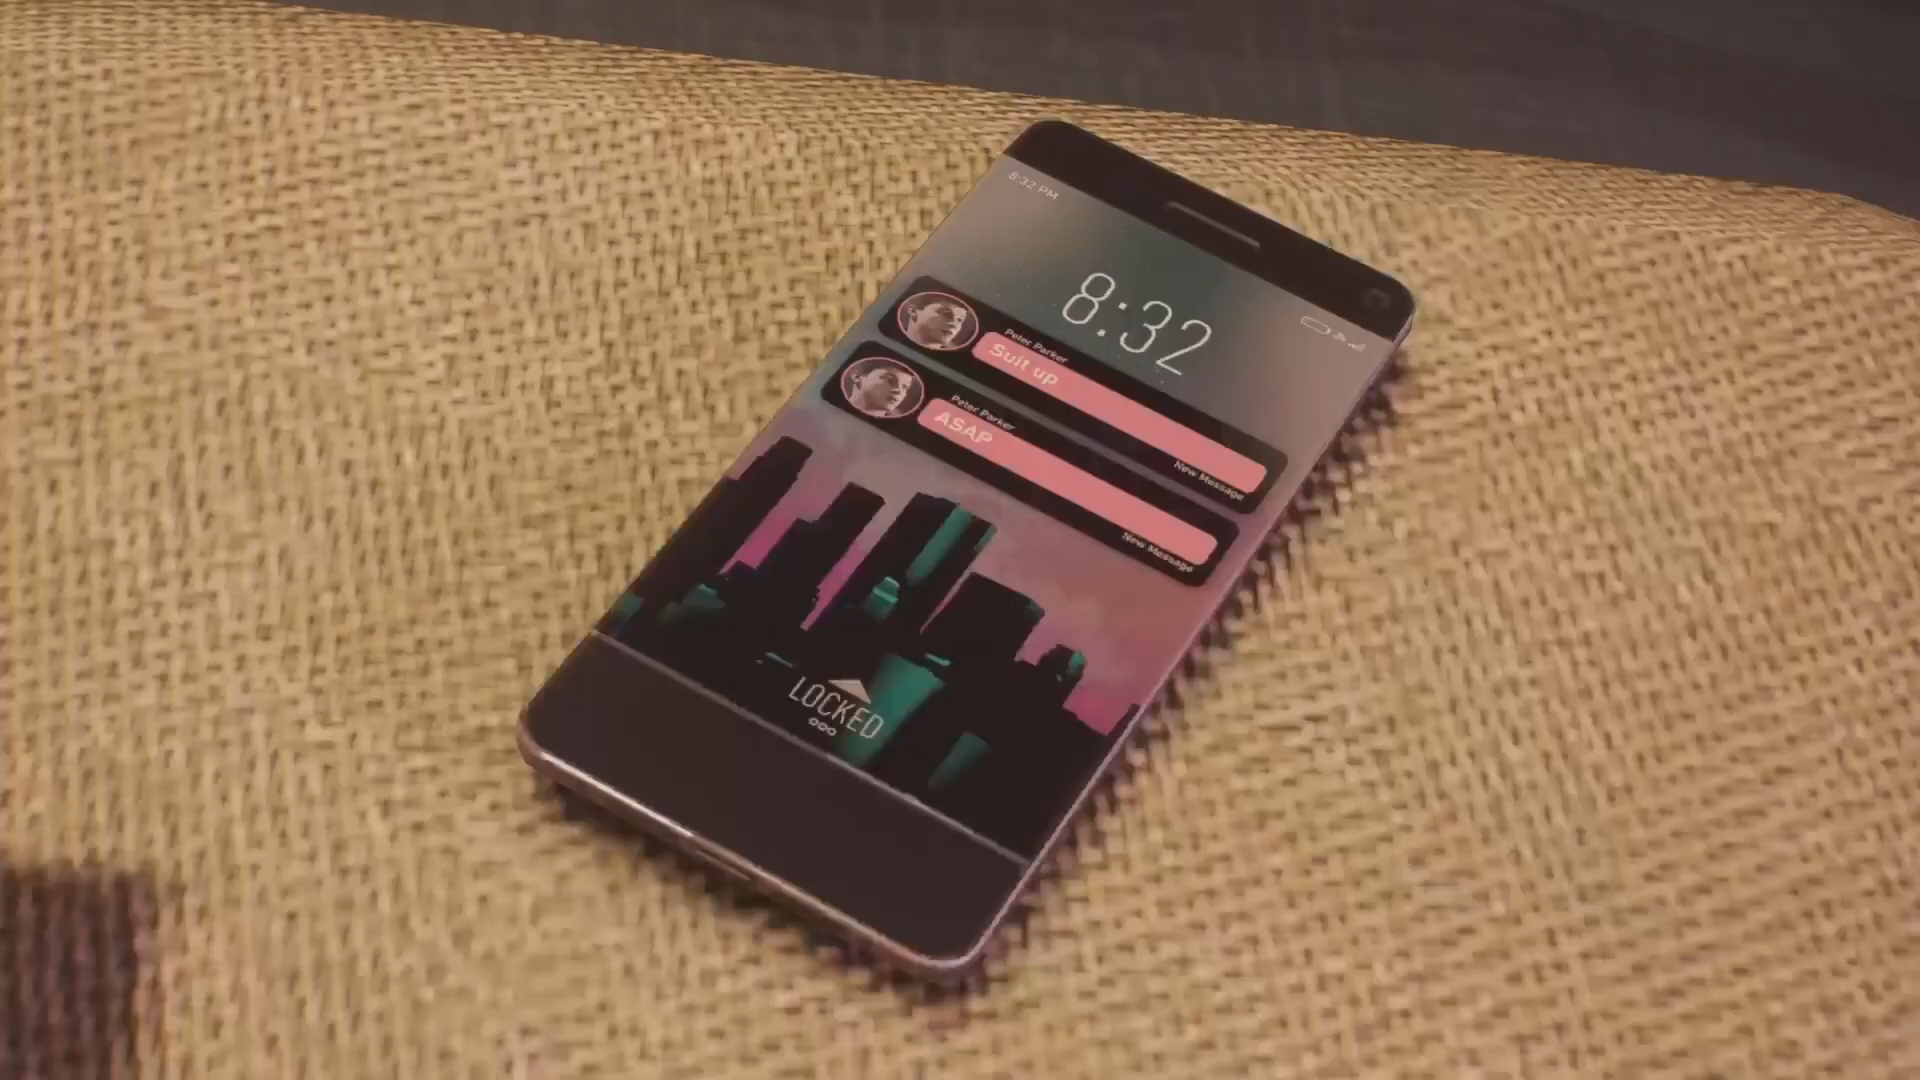 8:32 PM
8:32
Peter Parker
Suit up
New Message
Peter Parker
ASAP
New Message
LOCKED